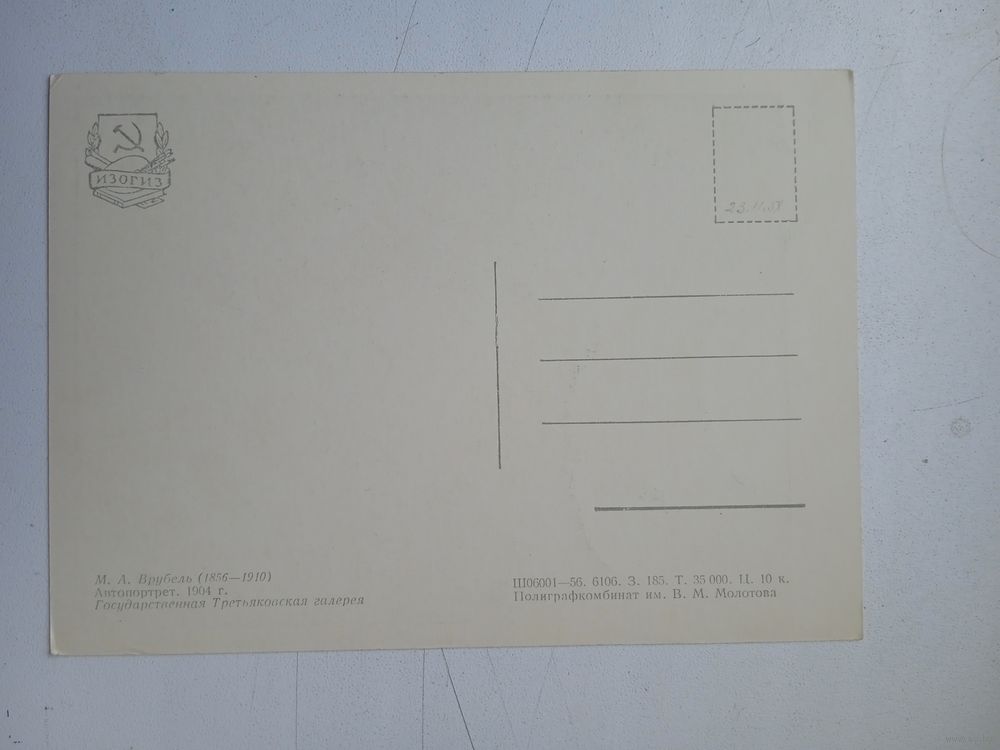 ИЗОГИЗ
23.11.58
М. А. Врубель (1856—1910)
Автопортрет. 1904 г.
Государственная Третьяковская галерея
Ш06001—56. 6106. З. 185. Т. 35 000. Ц. 10 к.
Полиграфкомбинат им. В. М. Молотова